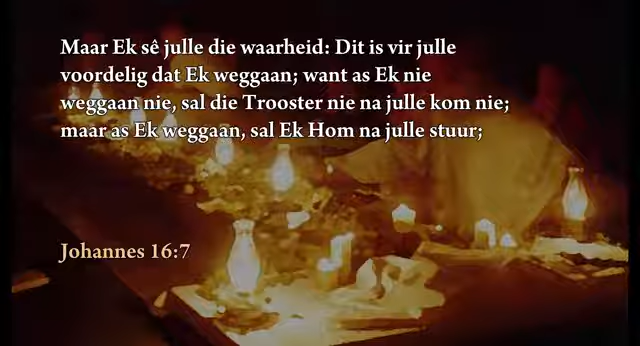 Maar Ek sê julle die waarheid: Dit is vir julle
voordelig dat Ek weggaan; want as Ek nie
weggaan nie, sal die Trooster nie na julle kom nie;
maar as Ek weggaan, sal Ek Hom na julle stuur;
Johannes 16:7